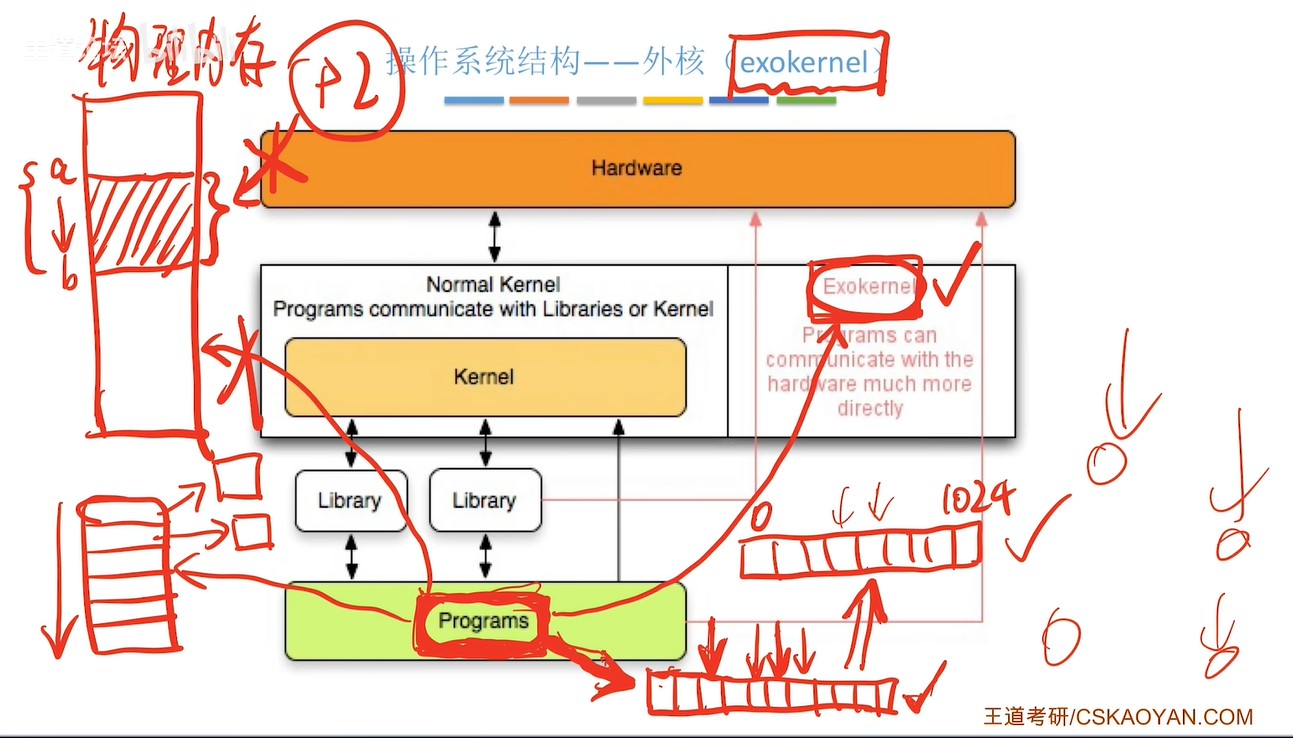 物理内存
P2
操作系统结构——外核（exokernel）
Hardware
a
b
Normal Kernel
Programs communicate with Libraries or Kernel
Kernel
Exokernel
Programs can
communicate with the
hardware much more
directly
Library
Library
0
1024
Programs
王道考研/CSKAOYAN.COM